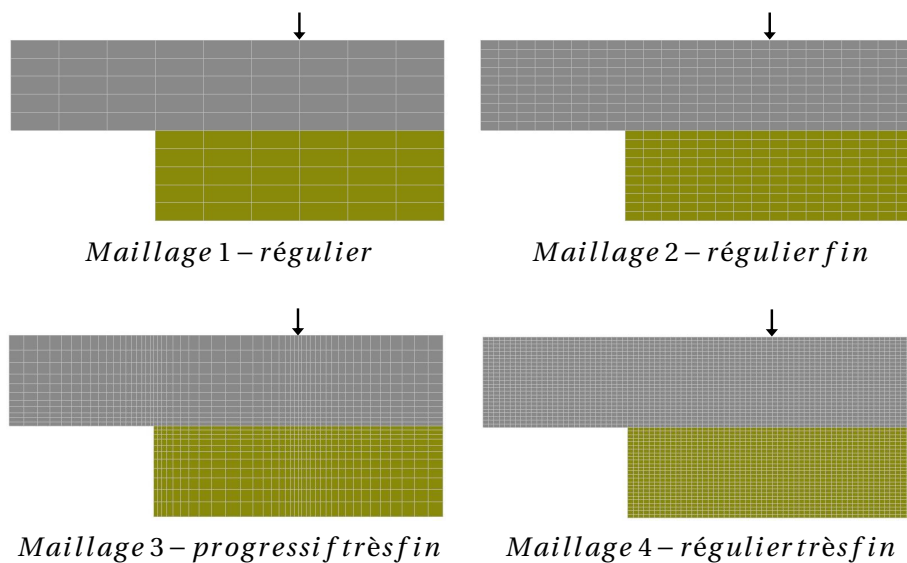 Maillage 1 – régulier
Maillage 2 – régulier fin
Maillage 3 – progressif très fin
Maillage 4 – régulier très fin